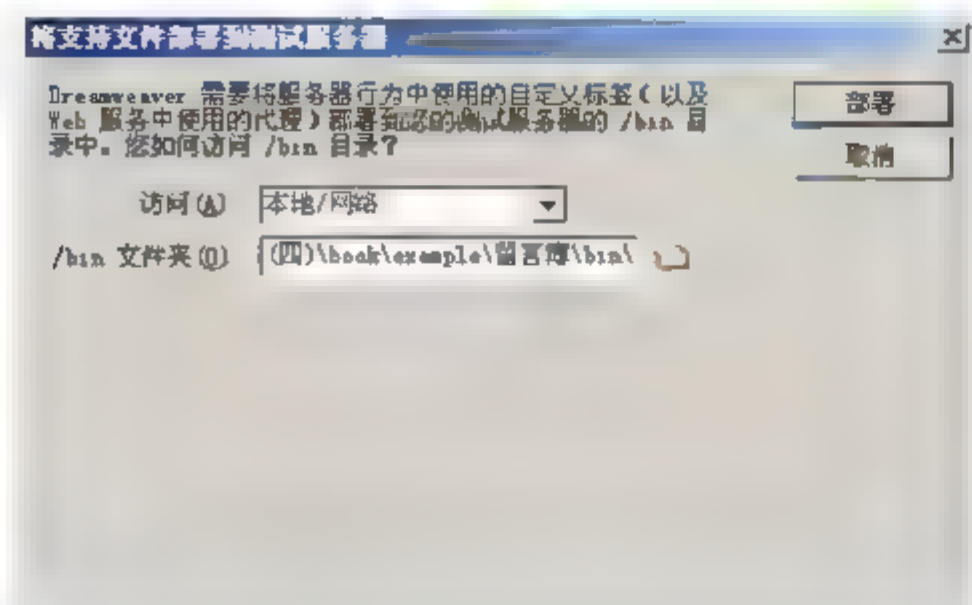 将支持文件部署到测试服务器
Dreamweaver 需要将服务器行为中使用的自定义标签(以及
Web 服务中使用的代理)部署到您的测试服务器的 /bin 目
录中。您如何访问 /bin 目录?
部署
取消
访问(A) 本地/网络
/bin 文件夹(O) (四)\book\example\留言簿\bin\